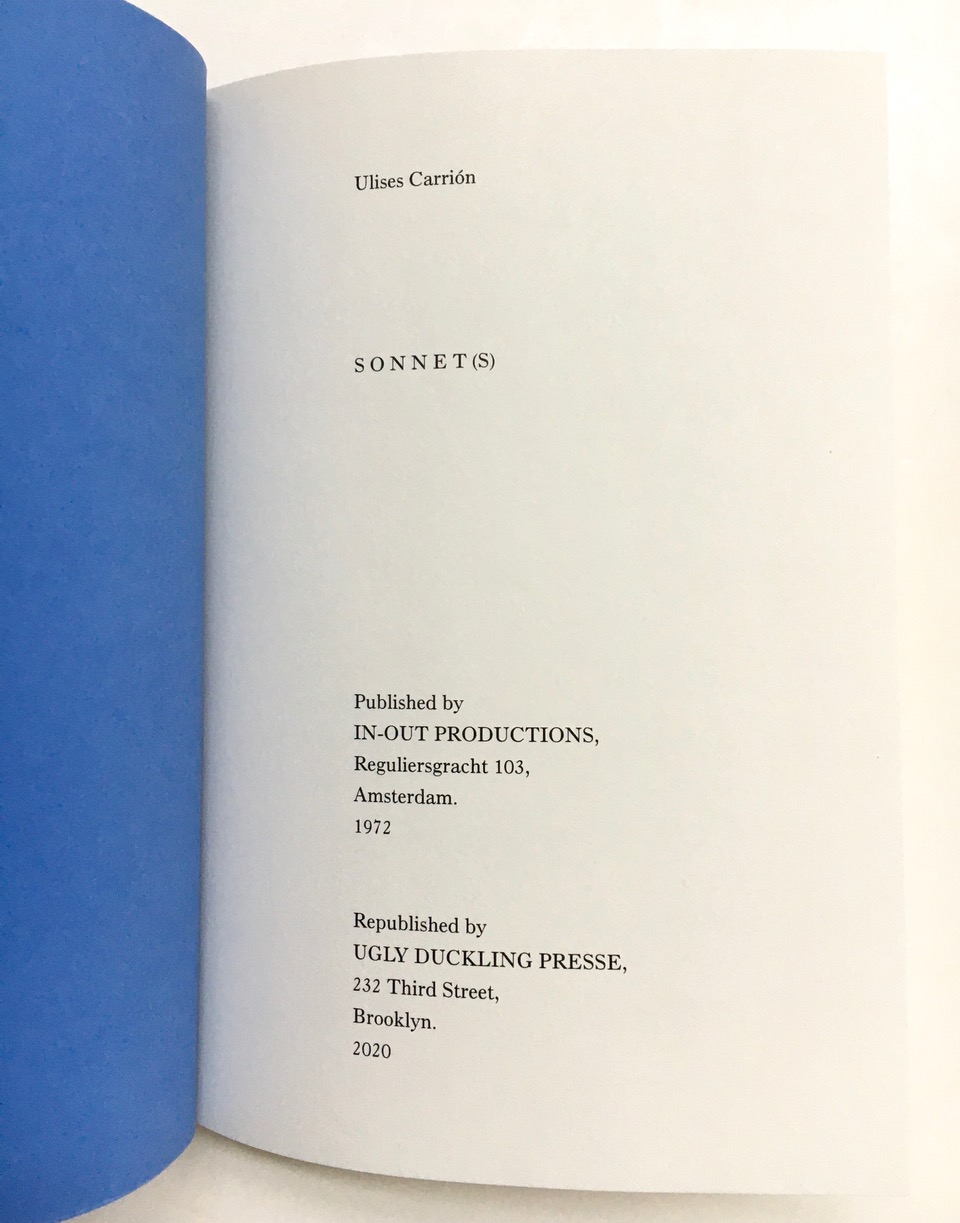 Ulises Carrión
S O N N E T (S)
Published by
IN-OUT PRODUCTIONS,
Reguliersgracht 103,
Amsterdam.
1972
Republished by
UGLY DUCKLING PRESSE,
232 Third Street,
Brooklyn.
2020